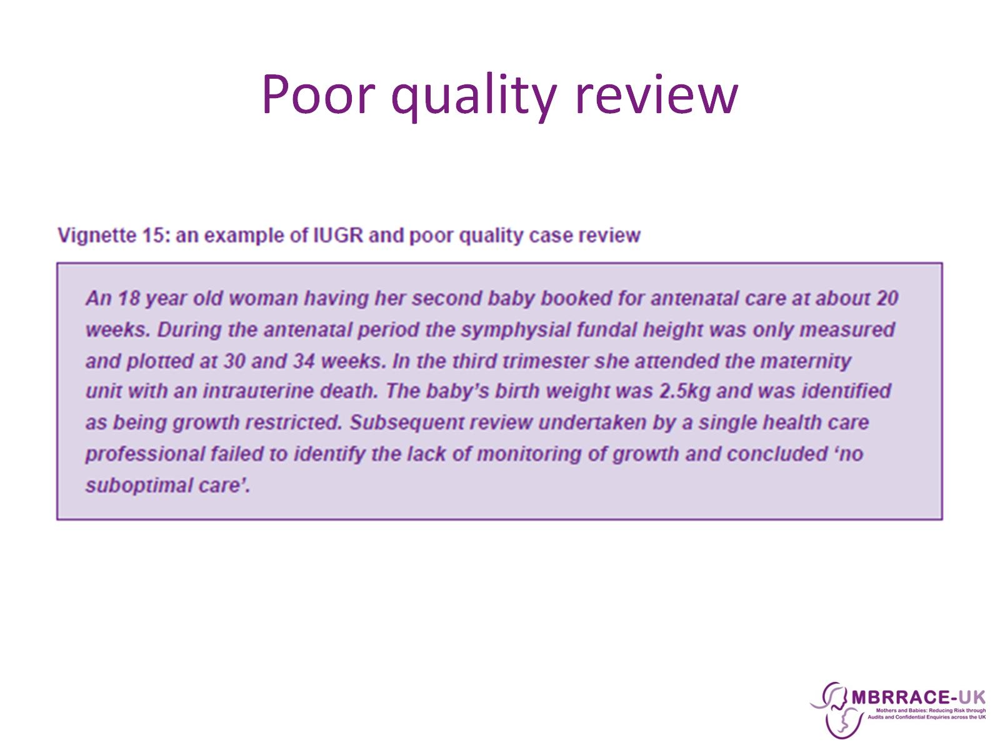 Poor quality review
Vignette 15: an example of IUGR and poor quality case review
An 18 year old woman having her second baby booked for antenatal care at about 20
weeks. During the antenatal period the symphysial fundal height was only measured
and plotted at 30 and 34 weeks. In the third trimester she attended the maternity
unit with an intrauterine death. The baby’s birth weight was 2.5kg and was identified
as being growth restricted. Subsequent review undertaken by a single health care
professional failed to identify the lack of monitoring of growth and concluded ‘no
suboptimal care’.
MBRRACE-UK
Mothers and Babies: Reducing Risk through
Audits and Confidential Enquiries across the UK